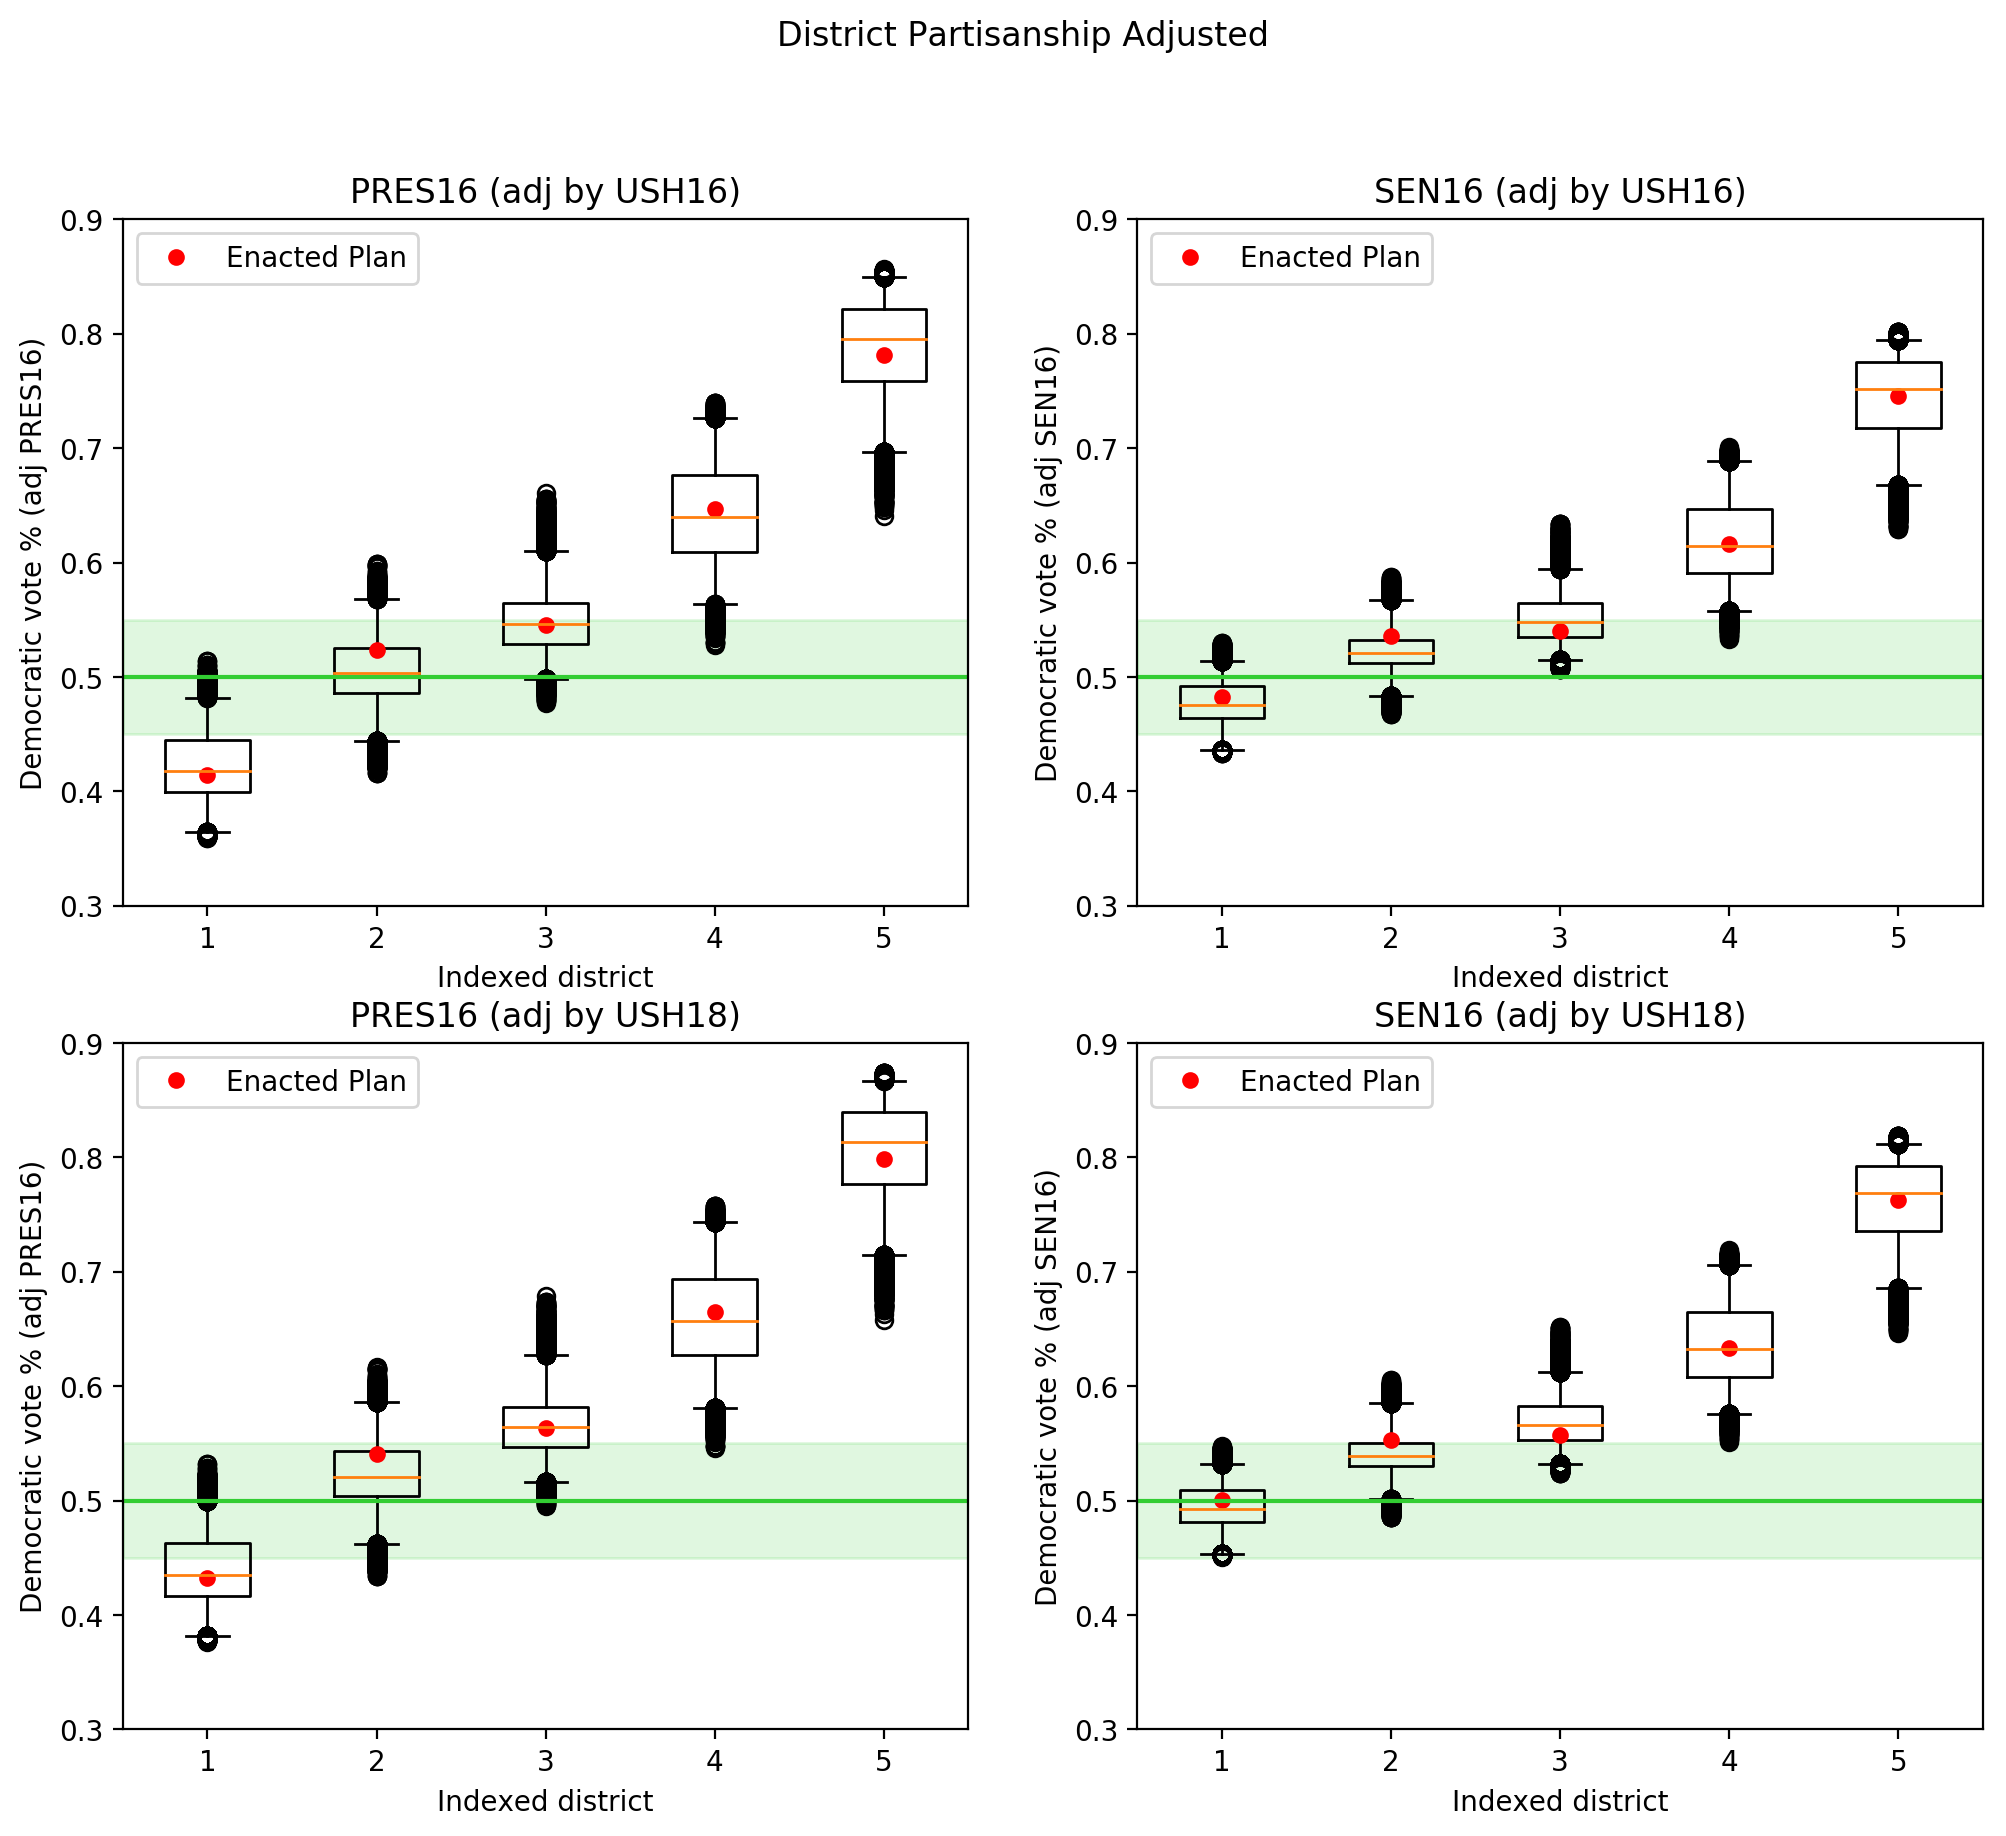 District Partisanship Adjusted
PRES16 (adj by USH16)
Enacted Plan
Democratic vote % (adj PRES16)
0.9
0.8
0.7
0.6
0.5
0.4
0.3
1 2 3 4 5
Indexed district
SEN16 (adj by USH16)
Enacted Plan
Democratic vote % (adj SEN16)
0.9
0.8
0.7
0.6
0.5
0.4
0.3
1 2 3 4 5
Indexed district
PRES16 (adj by USH18)
Enacted Plan
Democratic vote % (adj PRES16)
0.9
0.8
0.7
0.6
0.5
0.4
0.3
1 2 3 4 5
Indexed district
SEN16 (adj by USH18)
Enacted Plan
Democratic vote % (adj SEN16)
0.9
0.8
0.7
0.6
0.5
0.4
0.3
1 2 3 4 5
Indexed district